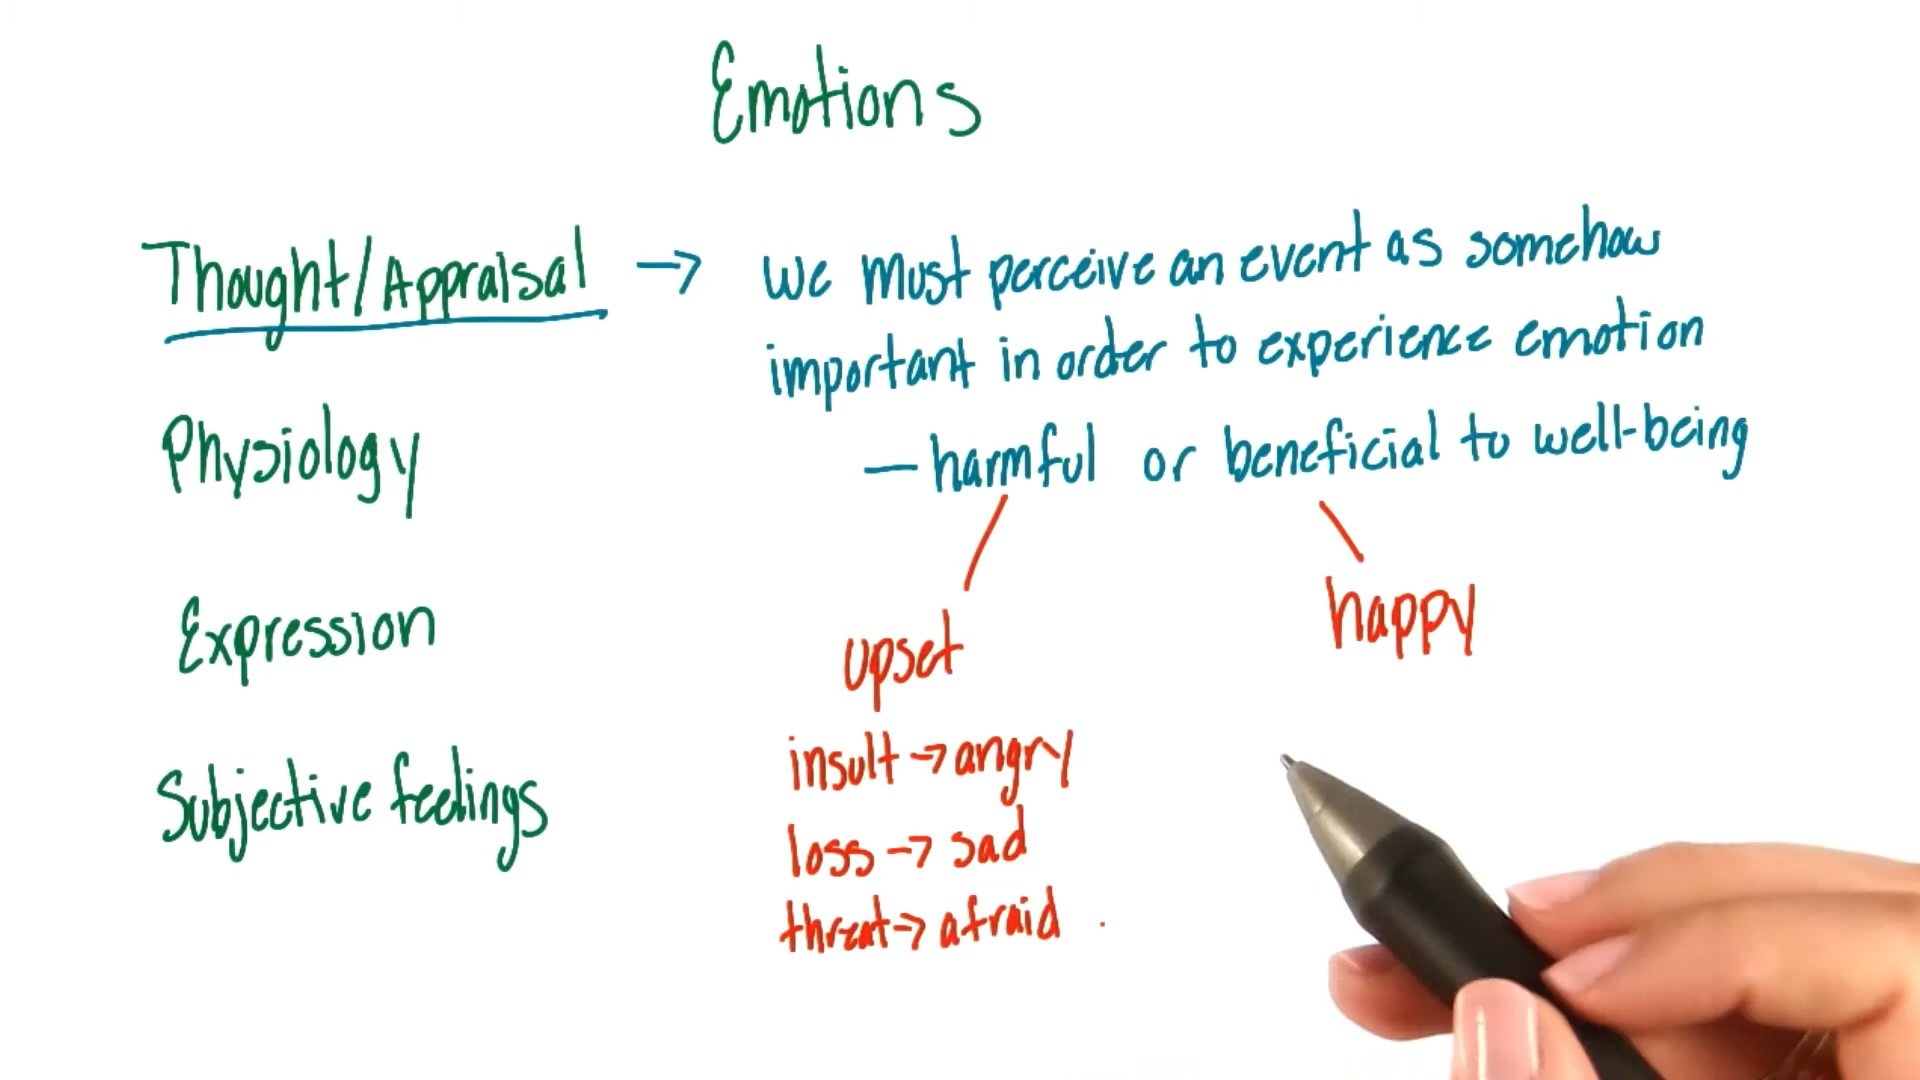 Emotions
Thought/Appraisal → we must perceive an event as somehow
important in order to experience emotion
Physiology
— harmful or beneficial to well-being
Expression
upset
happy
insult → angry
Subjective feelings
loss → sad
threat → afraid